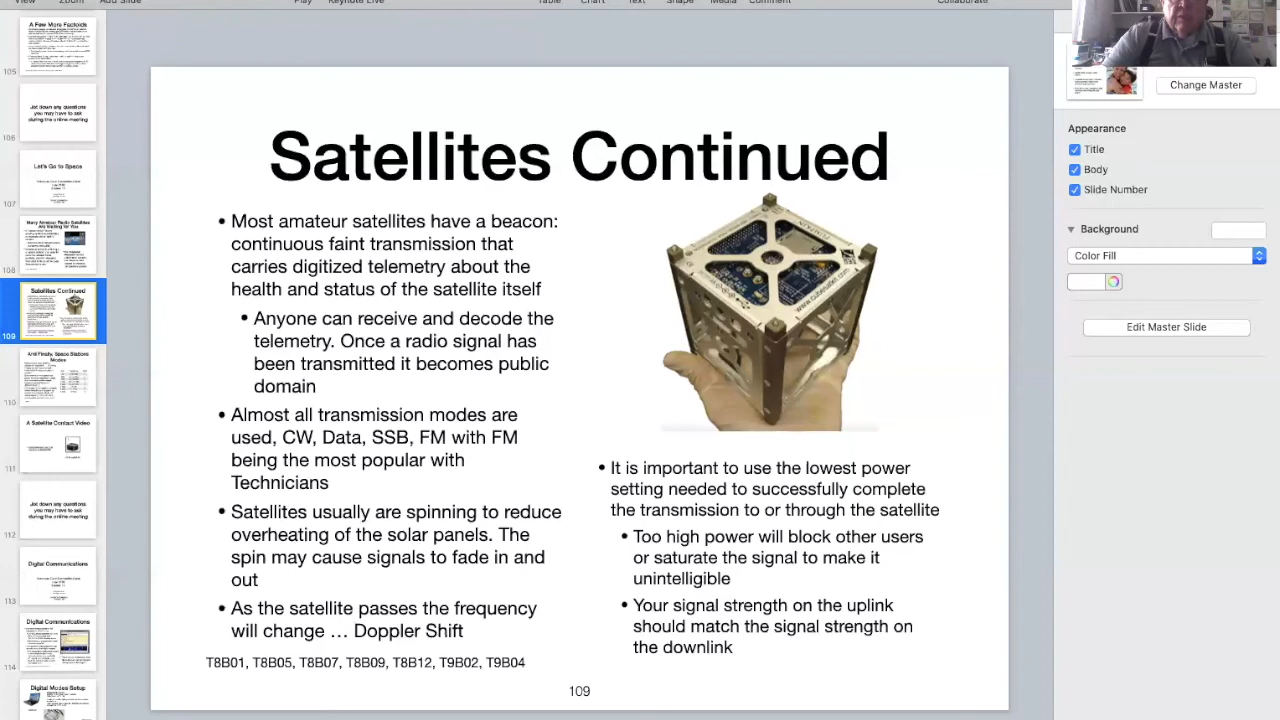 View Zoom Add Slide Play Keynote Live Table Chart Text Shape Media Comment Collaborate
A Few More Factoids
105
Jot down any questions
you may have to ask
during the online meeting
106
Let's Go to Space
107
Many Amateur Radio Satellites
Are Waiting for You
108
Satellites Continued
109
And Finally, Space Stations
Modes
110
A Satellite Contact Video
111
Jot down any questions
you may have to ask
during the online meeting
112
Digital Communications
113
Digital Communications
114
Digital Modes Setup
Satellites Continued
• Most amateur satellites have a beacon:
continuous faint transmission that
carries digitized telemetry about the
health and status of the satellite itself
• Anyone can receive and decode the
telemetry. Once a radio signal has
been transmitted it becomes public
domain
• Almost all transmission modes are
used, CW, Data, SSB, FM with FM
being the most popular with
Technicians
• Satellites usually are spinning to reduce
overheating of the solar panels. The
spin may cause signals to fade in and
out
• As the satellite passes the frequency
will change … Doppler Shift
T8B01, T8B05, T8B07, T8B09, T8B12, T9B02, T9B04
• It is important to use the lowest power
setting needed to successfully complete
the transmission to or through the satellite
• Too high power will block other users
or saturate the signal to make it
unintelligible
• Your signal strength on the uplink
should match the signal strength on
the downlink
109
Change Master
Appearance
Title
Body
Slide Number
Background
Color Fill
Edit Master Slide